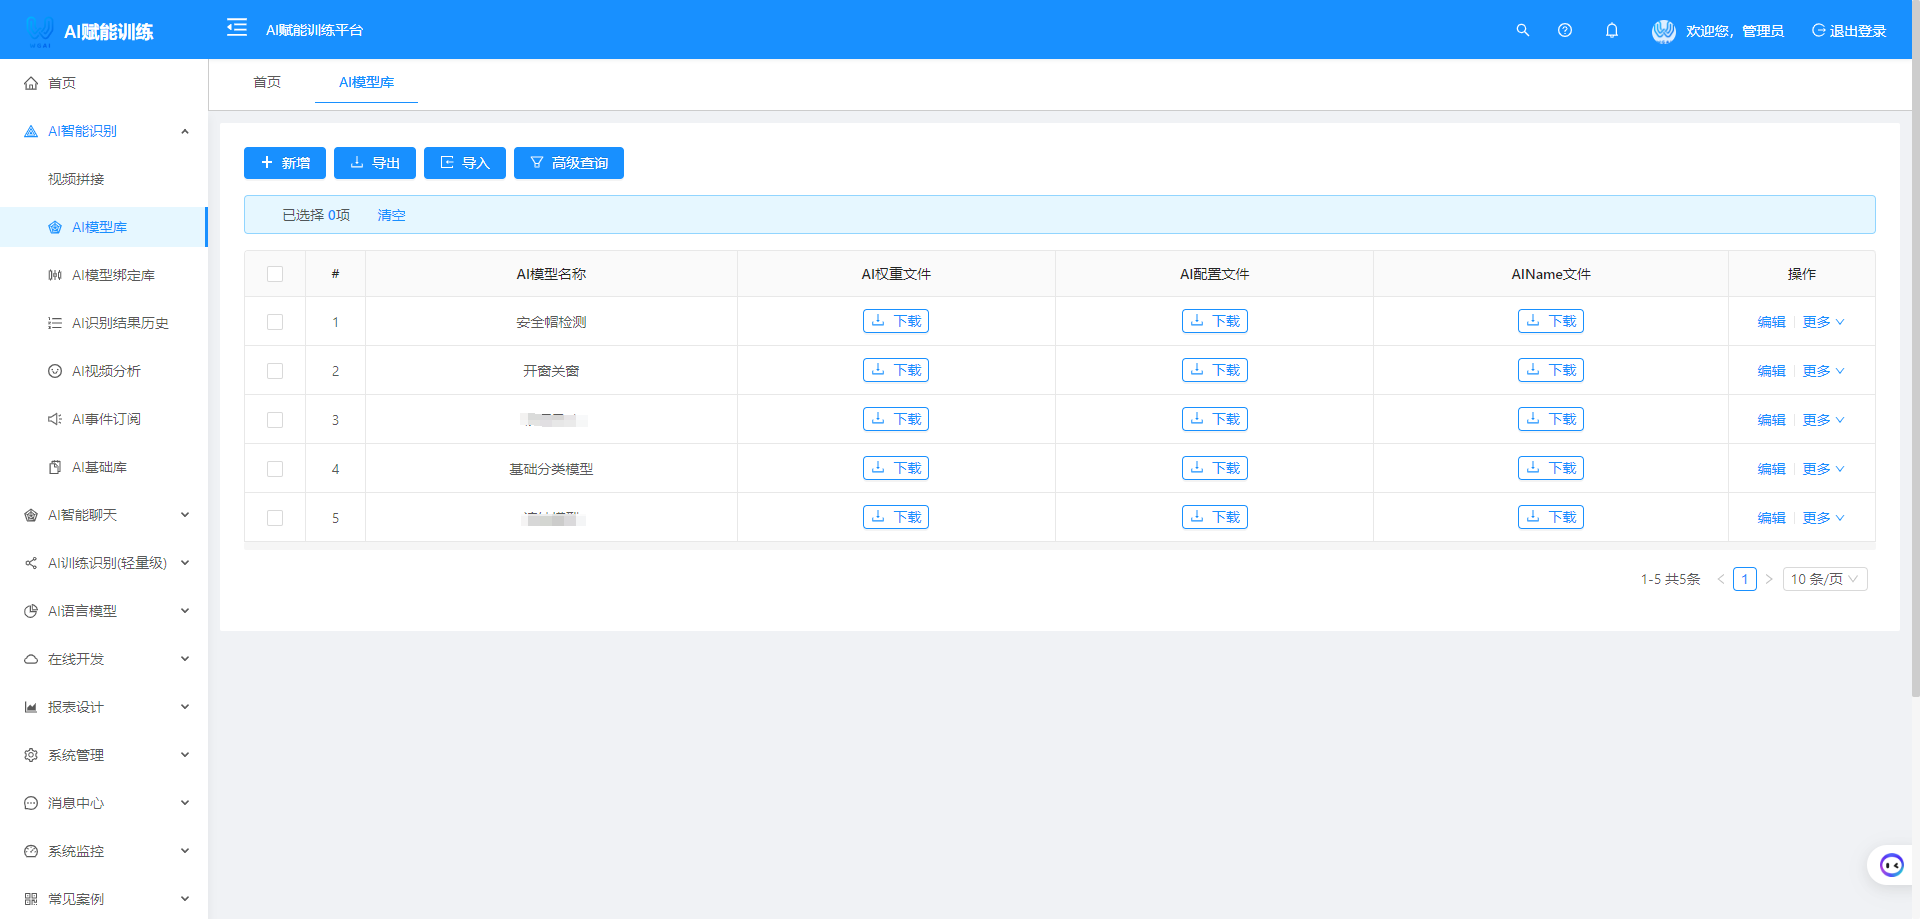 AI赋能训练
AI赋能训练平台
欢迎您，管理员
退出登录
首页
AI智能识别
视频拼接
AI模型库
AI模型绑定库
AI识别结果历史
AI视频分析
AI事件订阅
AI基础库
AI智能聊天
AI训练识别(轻量级)
AI语言模型
在线开发
报表设计
系统管理
消息中心
系统监控
常见案例
首页 AI模型库
新增 导出 导入 高级查询
已选择 0项 清空
# AI模型名称 AI权重文件 AI配置文件 AIName文件 操作
1 安全帽检测 下载 下载 下载 编辑 更多
2 开窗关窗 下载 下载 下载 编辑 更多
3 下载 下载 下载 编辑 更多
4 基础分类模型 下载 下载 下载 编辑 更多
5 下载 下载 下载 编辑 更多
1-5 共5条 < 1 > 10 条/页